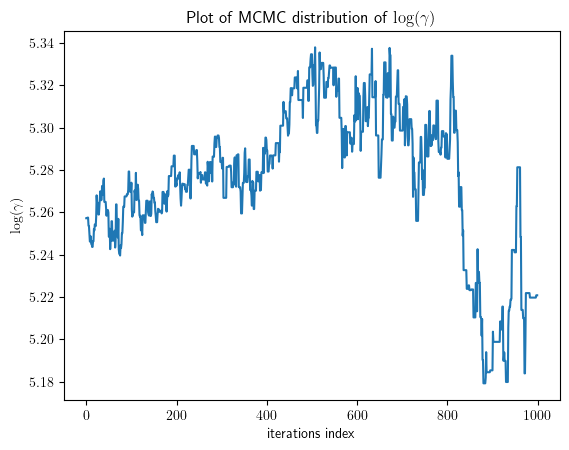 Plot of MCMC distribution of log(γ)
5.34
5.32
5.30
5.28
5.26
5.24
5.22
5.20
5.18
log(γ)
0 200 400 600 800 1000
iterations index